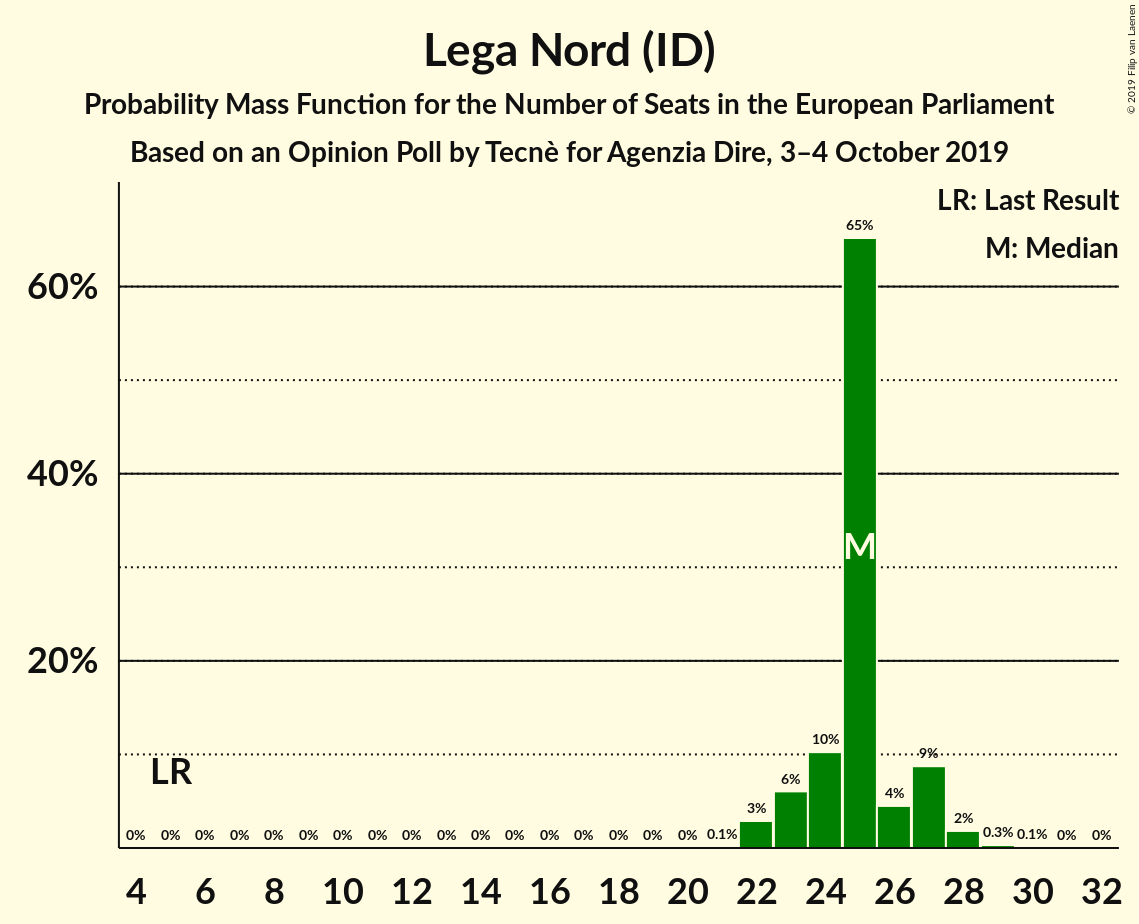 Lega Nord (ID)
Probability Mass Function for the Number of Seats in the European Parliament
Based on an Opinion Poll by Tecnè for Agenzia Dire, 3–4 October 2019
© 2019 Filip van Laenen
LR: Last Result
M: Median
60%
40%
20%
65%
M
LR
0% 0% 0% 0% 0% 0% 0% 0% 0% 0% 0% 0% 0% 0% 0% 0% 0% 0.1% 3% 6% 10% 4% 9% 2% 0.3% 0.1% 0% 0%
4 6 8 10 12 14 16 18 20 22 24 26 28 30 32